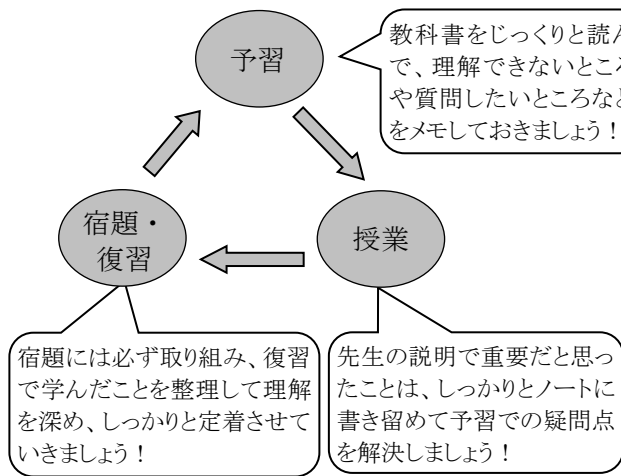 予習
教科書をじっくりと読ん
で、理解できないところ
や質問したいところなど
をメモしておきましょう！
宿題・
復習
授業
宿題には必ず取り組み、復習
で学んだことを整理して理解
を深め、しっかりと定着させて
いきましょう！
先生の説明で重要だと思っ
たことは、しっかりとノートに
書き留めて予習での疑問点
を解決しましょう！